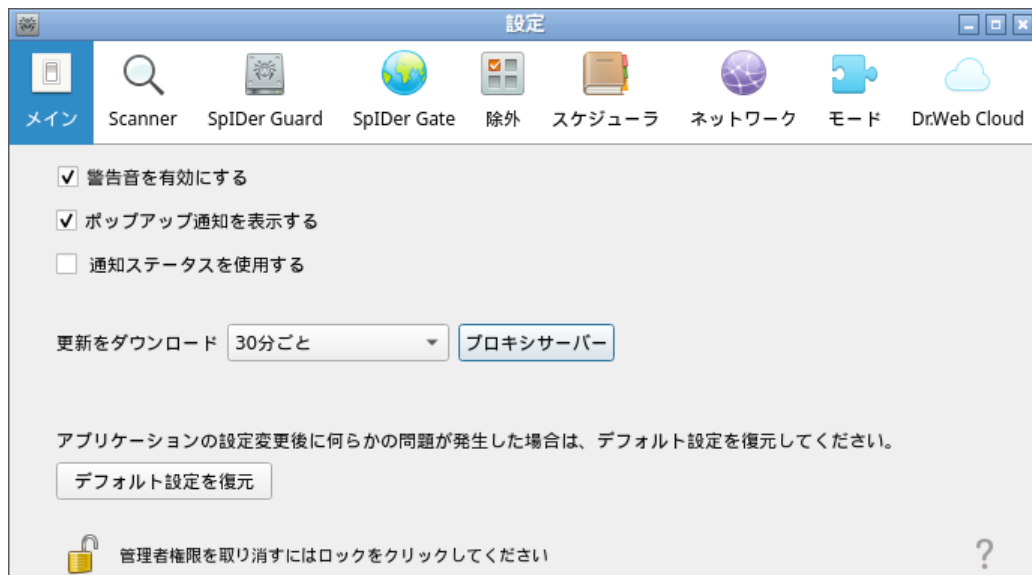 設定
メイン Scanner SpIDer Guard SpIDer Gate 除外 スケジューラ ネットワーク モード Dr.Web Cloud
警告音を有効にする
ポップアップ通知を表示する
通知ステータスを使用する
更新をダウンロード 30分ごと プロキシサーバー
アプリケーションの設定変更後に何らかの問題が発生した場合は、デフォルト設定を復元してください。
デフォルト設定を復元
管理者権限を取り消すにはロックをクリックしてください ?